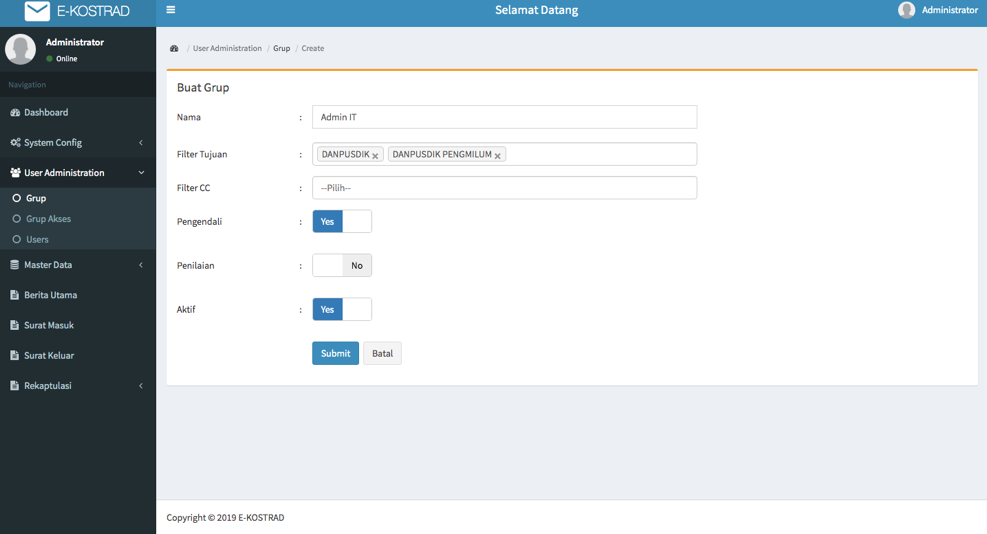 E-KOSTRAD
Selamat Datang
Administrator
Administrator
Online
Navigation
Dashboard
System Config
User Administration
Grup
Grup Akses
Users
Master Data
Berita Utama
Surat Masuk
Surat Keluar
Rekaptulasi
/ User Administration / Grup / Create
Buat Grup
Nama : Admin IT
Filter Tujuan : DANPUSDIK × DANPUSDIK PENGMILUM ×
Filter CC : --Pilih--
Pengendali : Yes
Penilaian : No
Aktif : Yes
Submit Batal
Copyright © 2019 E-KOSTRAD